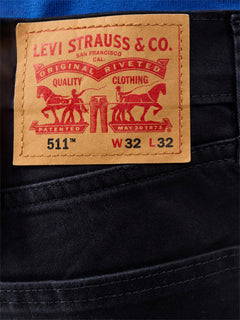 LEVI STRAUSS & CO.
SAN FRANCISCO
CAL.
ORIGINAL RIVETED
QUALITY CLOTHING
PATENTED MAY 20 1873
511™ W32 L32